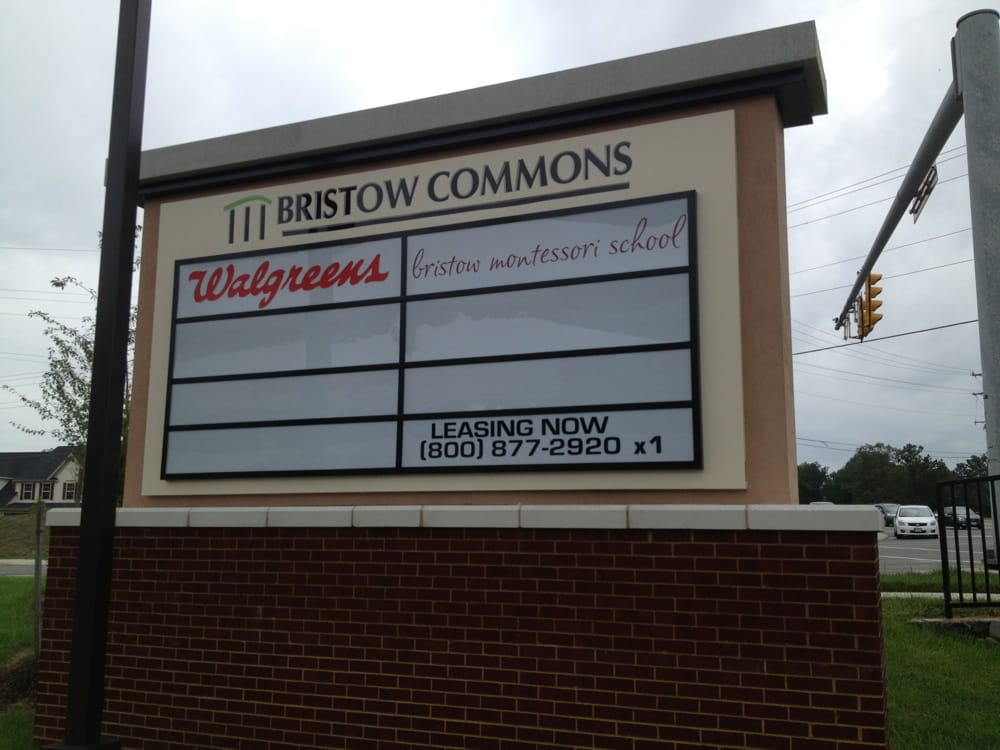 BRISTOW COMMONS
Walgreens
bristow montessori school
LEASING NOW
(800) 877-2920 x1